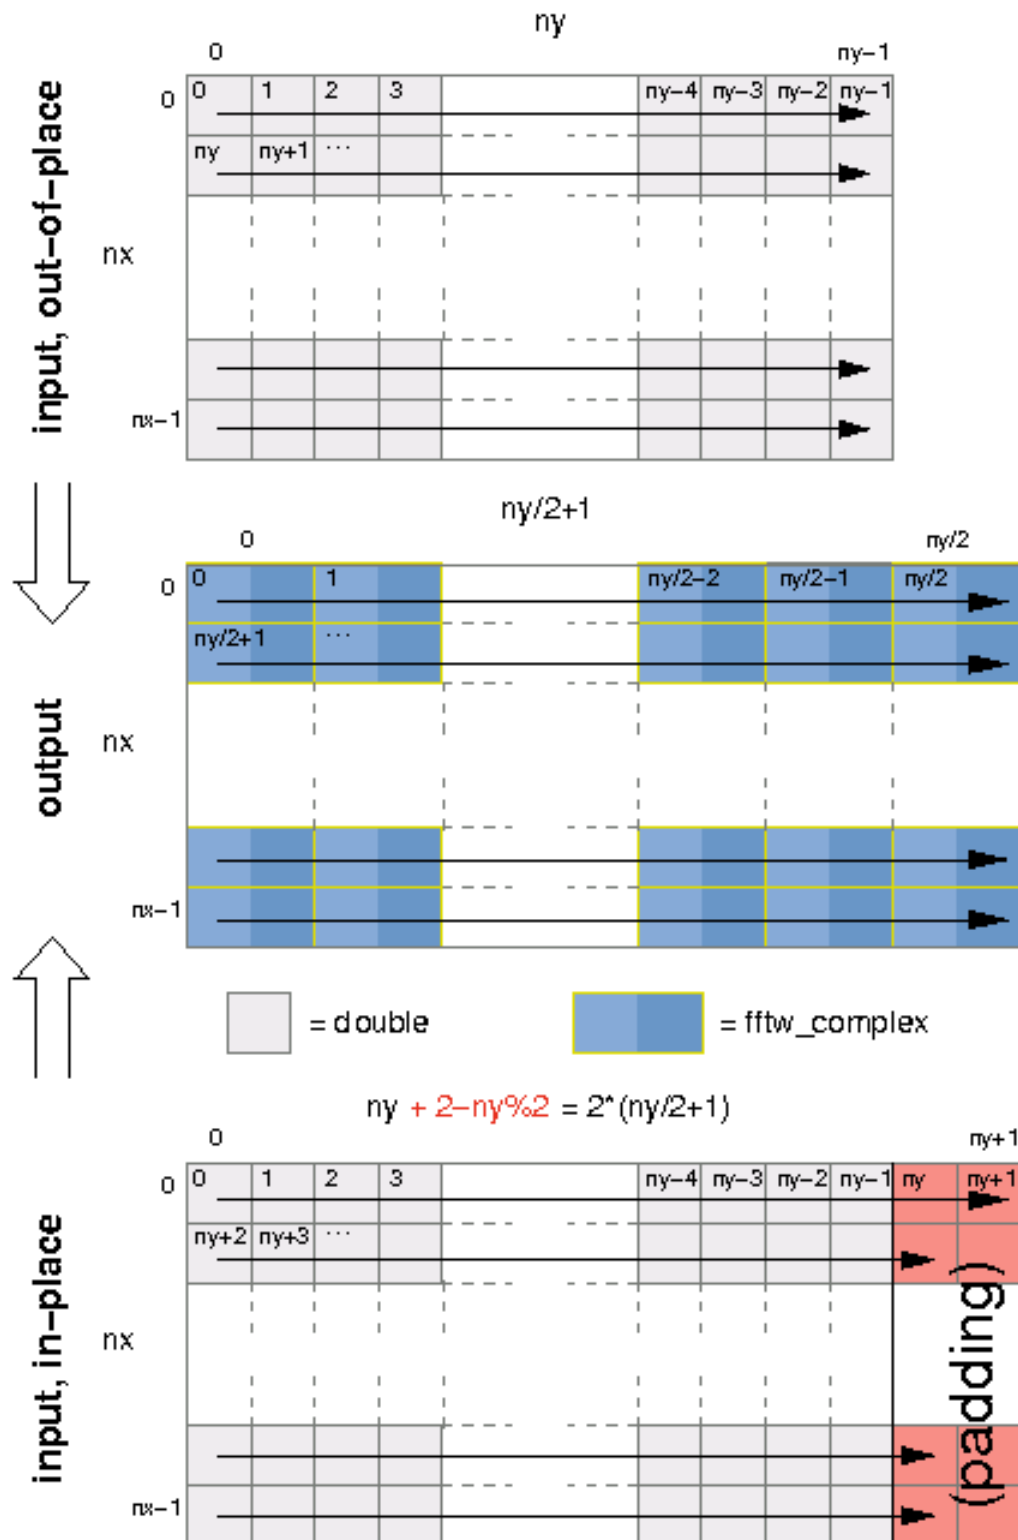 ny
0 ny-1
input, out-of-place
0 0 1 2 3 ny-4 ny-3 ny-2 ny-1
ny ny+1 ...
nx
nx-1
ny/2+1
0 ny/2
output
0 0 1 ny/2-2 ny/2-1 ny/2
ny/2+1 ...
nx
nx-1
= double = fftw_complex
ny + 2-ny%2 = 2*(ny/2+1)
0 ny+1
input, in-place
0 0 1 2 3 ny-4 ny-3 ny-2 ny-1 ny ny+1
ny+2 ny+3 ...
(padding)
nx
nx-1